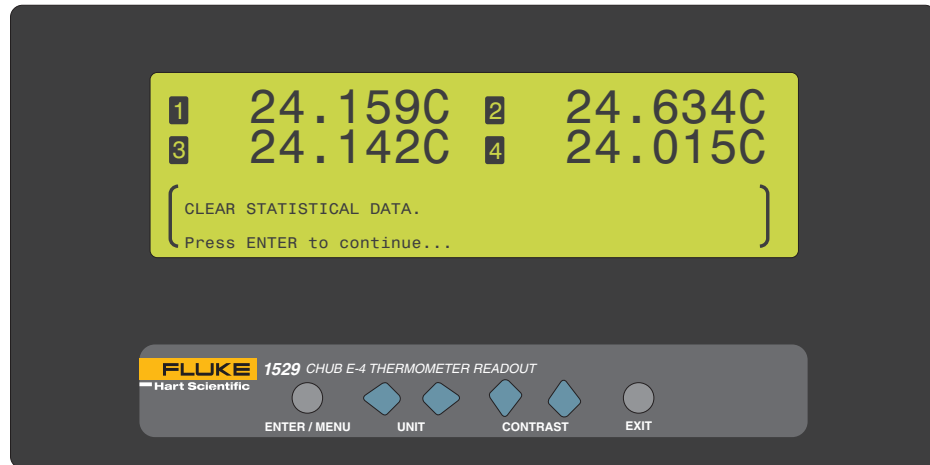 1 24.159C 2 24.634C
3 24.142C 4 24.015C
CLEAR STATISTICAL DATA.
Press ENTER to continue...
FLUKE 1529 CHUB E-4 THERMOMETER READOUT
Hart Scientific
ENTER / MENU UNIT CONTRAST EXIT